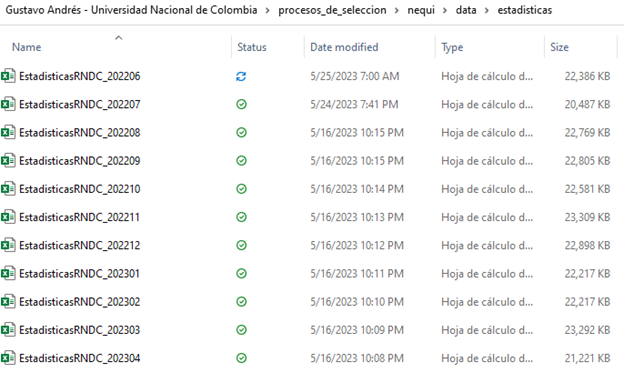 Gustavo Andrés - Universidad Nacional de Colombia > procesos_de_seleccion > nequi > data > estadisticas
Name Status Date modified Type Size
EstadisticasRNDC_202206 5/25/2023 7:00 AM Hoja de cálculo d... 22,386 KB
EstadisticasRNDC_202207 5/24/2023 7:41 PM Hoja de cálculo d... 20,487 KB
EstadisticasRNDC_202208 5/16/2023 10:15 PM Hoja de cálculo d... 22,769 KB
EstadisticasRNDC_202209 5/16/2023 10:15 PM Hoja de cálculo d... 22,805 KB
EstadisticasRNDC_202210 5/16/2023 10:14 PM Hoja de cálculo d... 22,581 KB
EstadisticasRNDC_202211 5/16/2023 10:13 PM Hoja de cálculo d... 23,309 KB
EstadisticasRNDC_202212 5/16/2023 10:12 PM Hoja de cálculo d... 22,898 KB
EstadisticasRNDC_202301 5/16/2023 10:11 PM Hoja de cálculo d... 22,217 KB
EstadisticasRNDC_202302 5/16/2023 10:10 PM Hoja de cálculo d... 22,217 KB
EstadisticasRNDC_202303 5/16/2023 10:09 PM Hoja de cálculo d... 23,292 KB
EstadisticasRNDC_202304 5/16/2023 10:08 PM Hoja de cálculo d... 21,221 KB